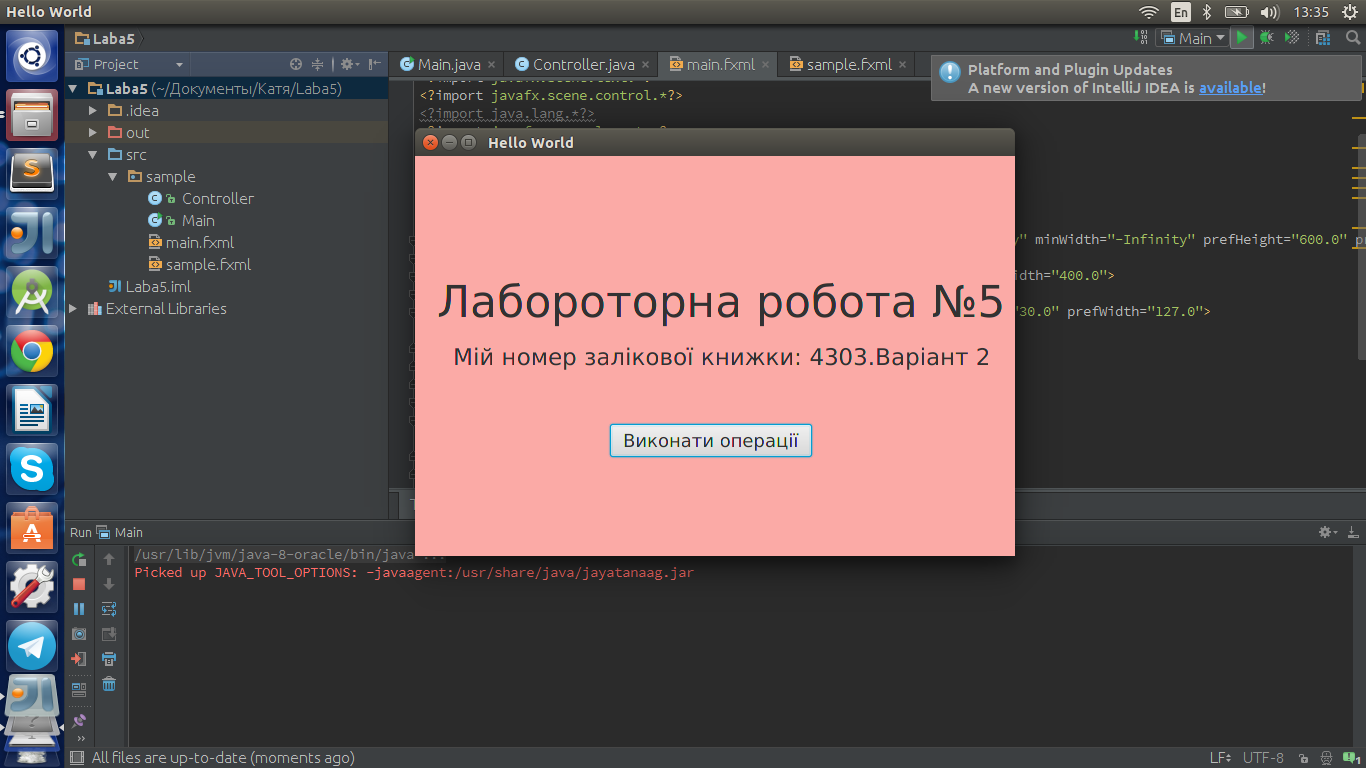 Hello World
En
13:35
Laba5
Main
Project
Main.java
Controller.java
main.fxml
sample.fxml
Platform and Plugin Updates
A new version of IntelliJ IDEA is available!
Laba5 (~/Документы/Катя/Laba5)
.idea
out
src
sample
Controller
Main
main.fxml
sample.fxml
Laba5.iml
External Libraries
<?import javafx.scene.control.*?>
<?import java.lang.*?>
minWidth="-Infinity" prefHeight="600.0"
"400.0">
"30.0" prefWidth="127.0">
Hello World
Лабороторна робота №5
Мій номер залікової книжки: 4303.Варіант 2
Виконати операції
Run Main
/usr/lib/jvm/java-8-oracle/bin/java ...
Picked up JAVA_TOOL_OPTIONS: -javaagent:/usr/share/java/jayatanaag.jar
All files are up-to-date (moments ago)
LF
UTF-8
1